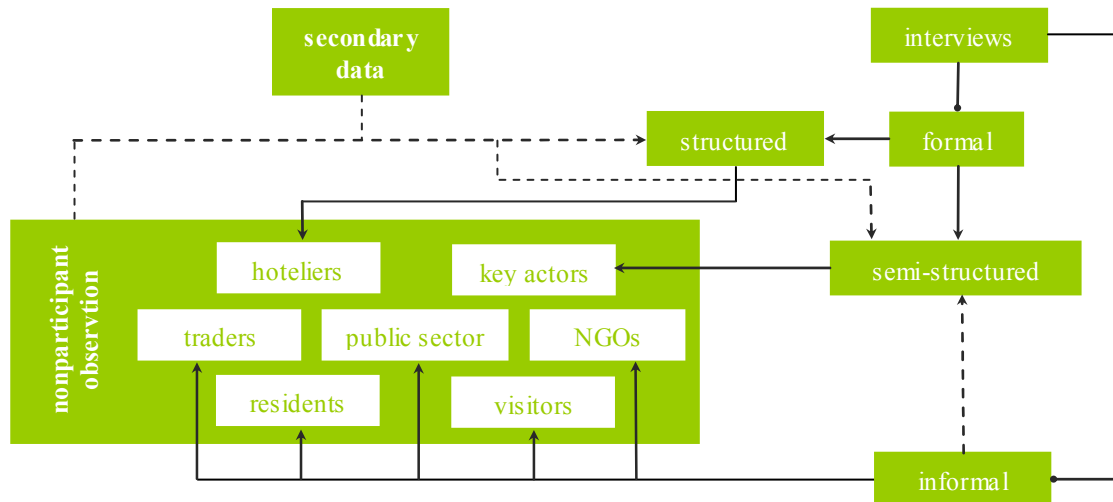 secondary
data
interviews
structured
formal
nonparticipant
observtion
hoteliers
key actors
semi-structured
traders
public sector
NGOs
residents
visitors
informal